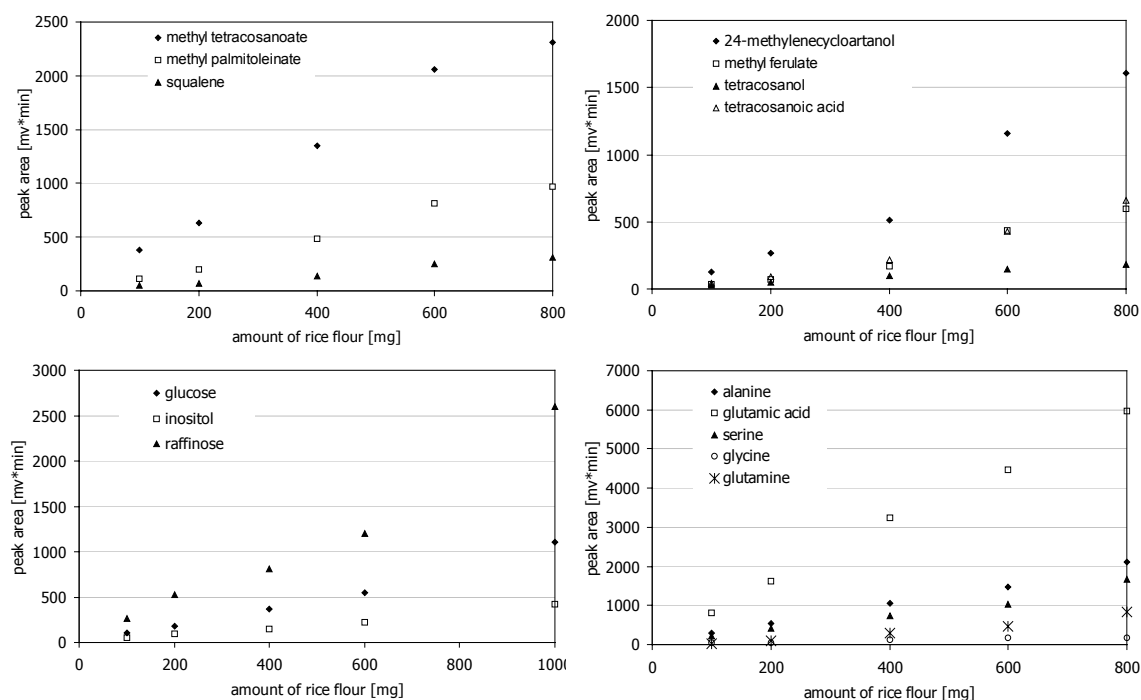 2500
2000
1500
1000
500
0
peak area [mv*min]
methyl tetracosanoate
methyl palmitoleinate
squalene
0 200 400 600 800
amount of rice flour [mg]
2000
1500
1000
500
0
peak area [mv*min]
24-methylenecycloartanol
methyl ferulate
tetracosanol
tetracosanoic acid
0 200 400 600 800
amount of rice flour [mg]
3000
2500
2000
1500
1000
500
0
peak area [mv*min]
glucose
inositol
raffinose
0 200 400 600 800 1000
amount of rice flour [mg]
7000
6000
5000
4000
3000
2000
1000
0
peak area [mv*min]
alanine
glutamic acid
serine
glycine
glutamine
0 200 400 600 800
amount of rice flour [mg]